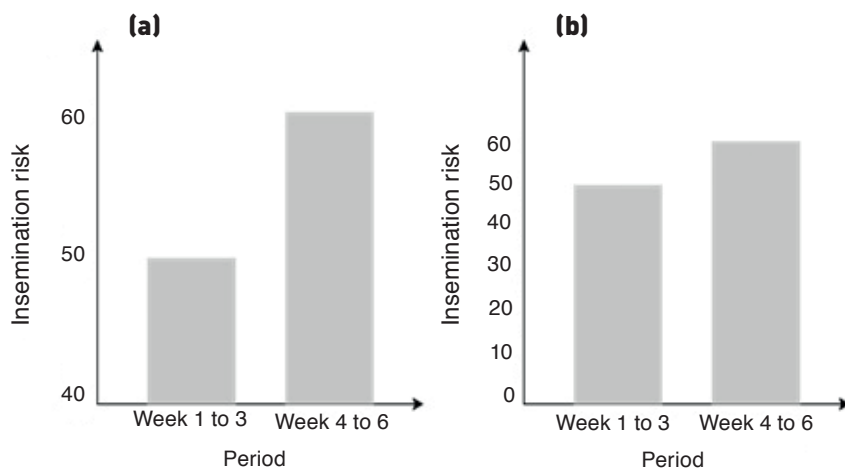 (a)
Insemination risk
60
50
40
Week 1 to 3
Week 4 to 6
Period
(b)
Insemination risk
60
50
40
30
20
10
0
Week 1 to 3
Week 4 to 6
Period